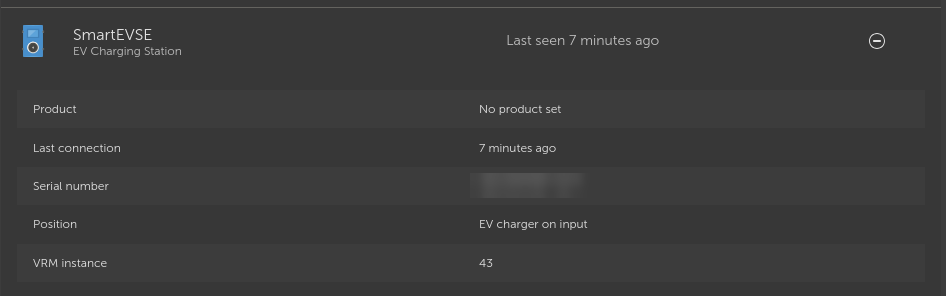 SmartEVSE
EV Charging Station
Last seen 7 minutes ago
Product
No product set
Last connection
7 minutes ago
Serial number
Position
EV charger on input
VRM instance
43